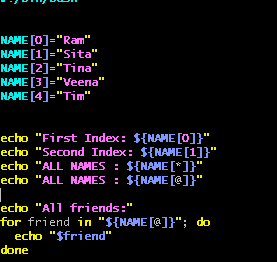 #!/bin/bash
NAME[0]="Ram"
NAME[1]="Sita"
NAME[2]="Tina"
NAME[3]="Veena"
NAME[4]="Tim"
echo "First Index: ${NAME[0]}"
echo "Second Index: ${NAME[1]}"
echo "ALL NAMES : ${NAME[*]}"
echo "ALL NAMES : ${NAME[@]}"
echo "All friends:"
for friend in "${NAME[@]}"; do
echo "$friend"
done